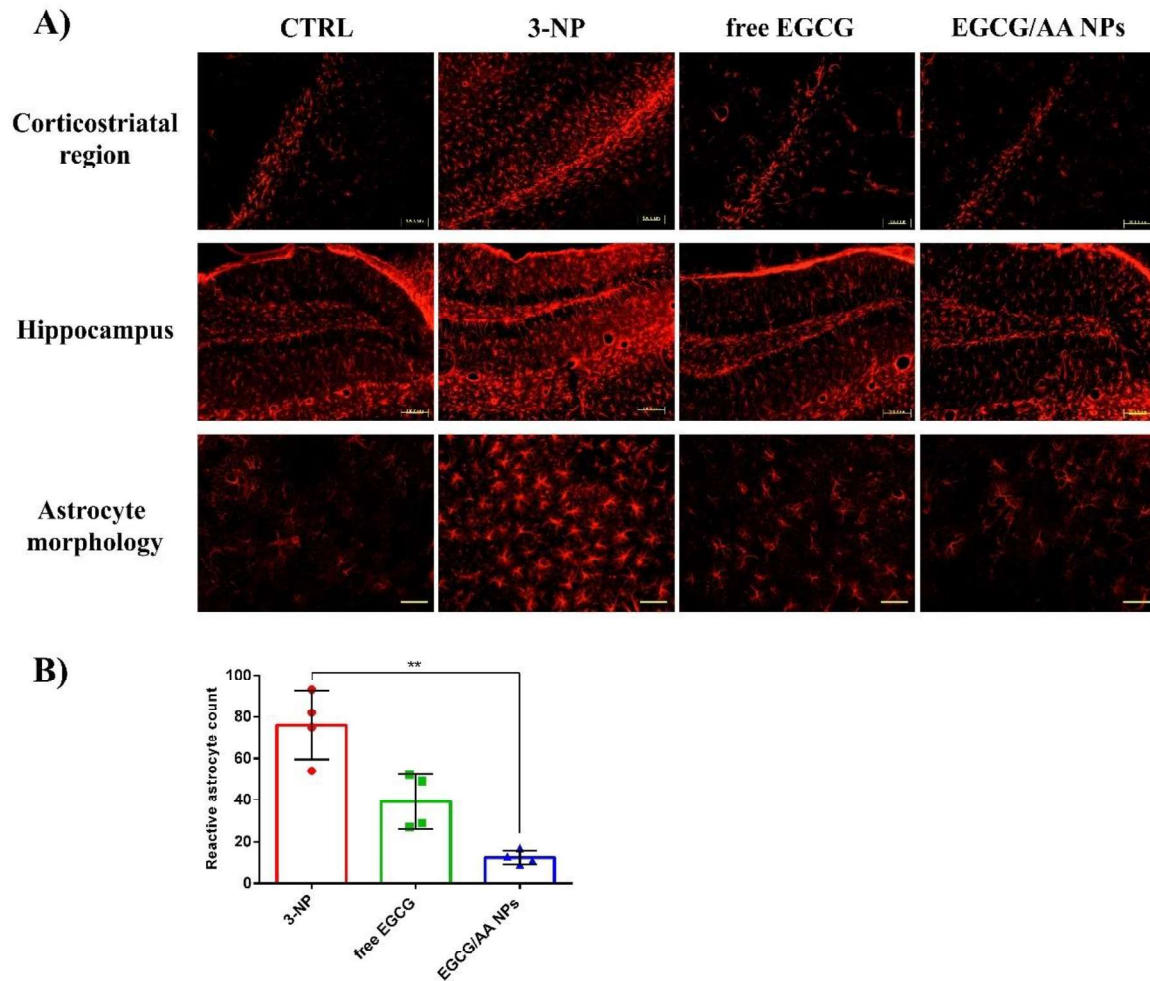 A)
CTRL
3-NP
free EGCG
EGCG/AA NPs
Corticostriatal
region
Hippocampus
Astrocyte
morphology
B)
**
Reactive astrocyte count
100
80
60
40
20
0
3-NP
free EGCG
EGCG/AA NPs